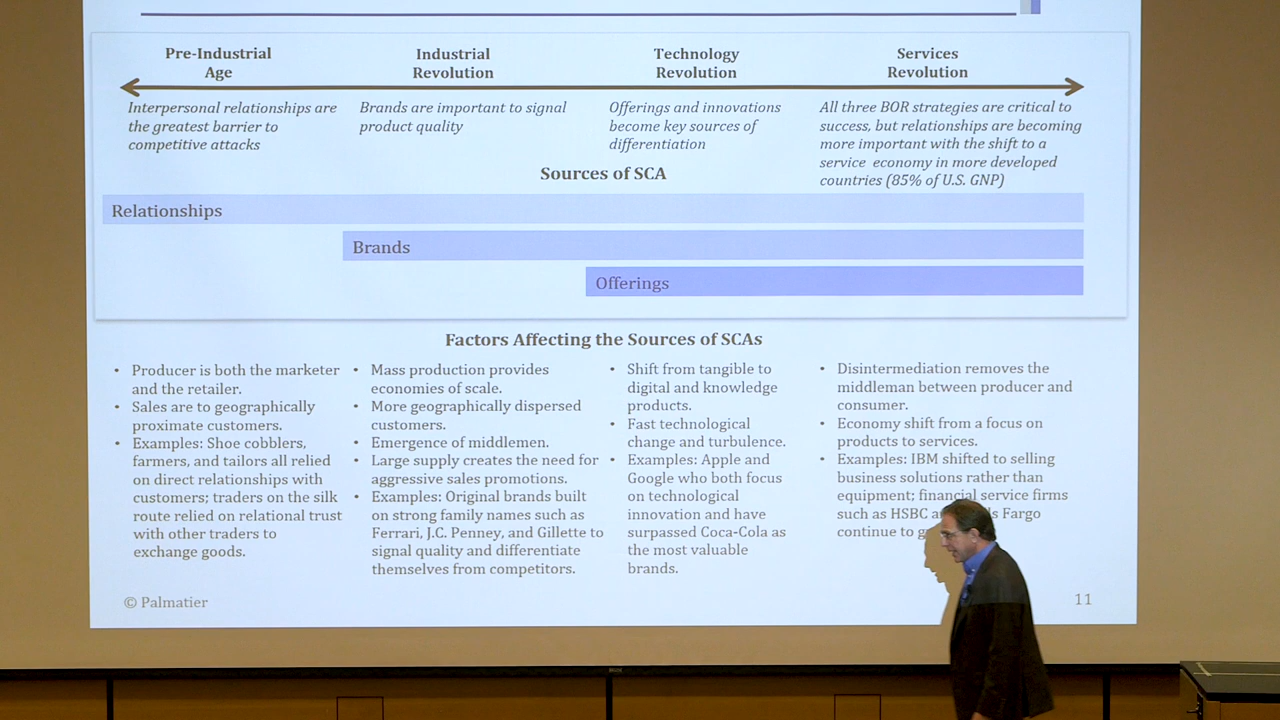 Pre-Industrial
Age
Industrial
Revolution
Technology
Revolution
Services
Revolution
Interpersonal relationships are
the greatest barrier to
competitive attacks
Brands are important to signal
product quality
Offerings and innovations
become key sources of
differentiation
All three BOR strategies are critical to
success, but relationships are becoming
more important with the shift to a
service economy in more developed
countries (85% of U.S. GNP)
Sources of SCA
Relationships
Brands
Offerings
Factors Affecting the Sources of SCAs
• Producer is both the marketer
and the retailer.
• Sales are to geographically
proximate customers.
• Examples: Shoe cobblers,
farmers, and tailors all relied
on direct relationships with
customers; traders on the silk
route relied on relational trust
with other traders to
exchange goods.
• Mass production provides
economies of scale.
• More geographically dispersed
customers.
• Emergence of middlemen.
• Large supply creates the need for
aggressive sales promotions.
• Examples: Original brands built
on strong family names such as
Ferrari, J.C. Penney, and Gillette to
signal quality and differentiate
themselves from competitors.
• Shift from tangible to
digital and knowledge
products.
• Fast technological
change and turbulence.
• Examples: Apple and
Google who both focus
on technological
innovation and have
surpassed Coca-Cola as
the most valuable
brands.
• Disintermediation removes the
middleman between producer and
consumer.
• Economy shift from a focus on
products to services.
• Examples: IBM shifted to selling
business solutions rather than
equipment; financial service firms
such as HSBC Fargo
continue to
© Palmatier
11